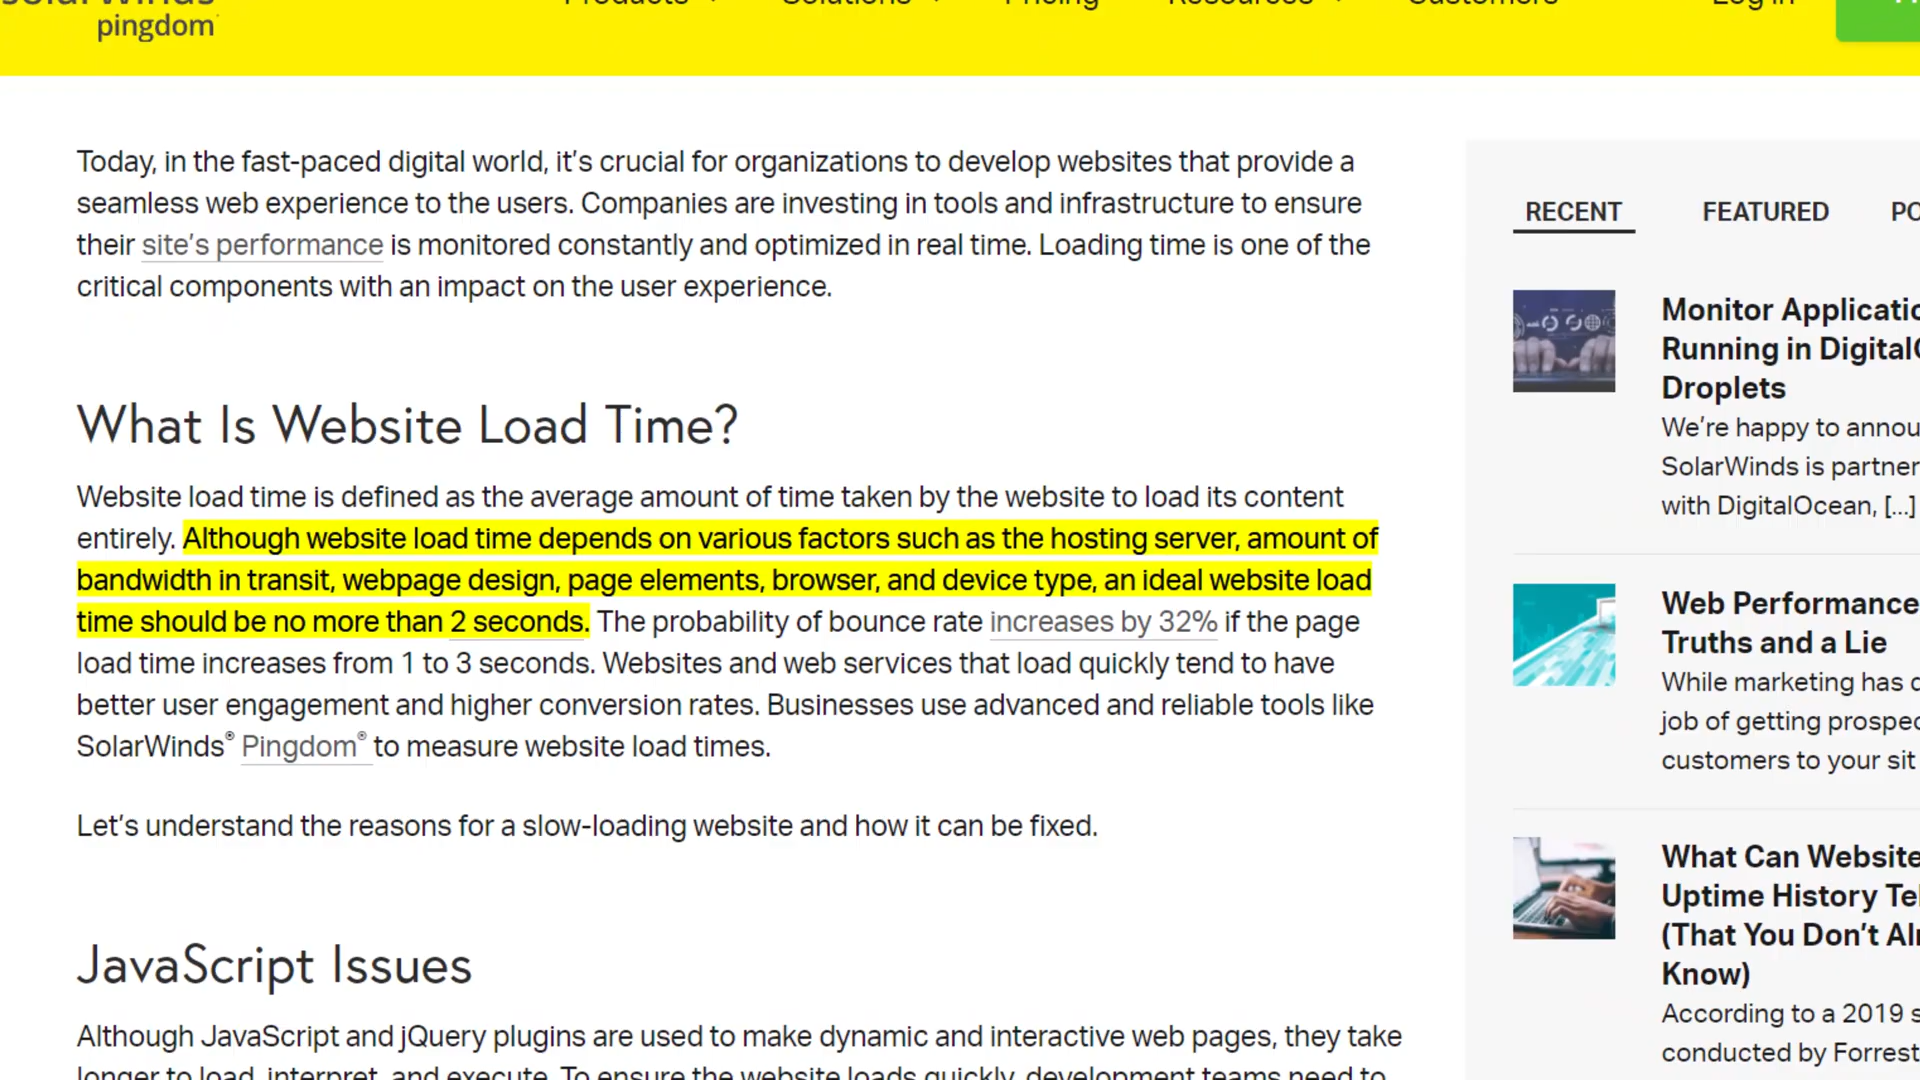 pingdom
Products
Solutions
Pricing
Resources
Customers
Log in
Today, in the fast-paced digital world, it’s crucial for organizations to develop websites that provide a
seamless web experience to the users. Companies are investing in tools and infrastructure to ensure
their site’s performance is monitored constantly and optimized in real time. Loading time is one of the
critical components with an impact on the user experience.
What Is Website Load Time?
Website load time is defined as the average amount of time taken by the website to load its content
entirely. Although website load time depends on various factors such as the hosting server, amount of
bandwidth in transit, webpage design, page elements, browser, and device type, an ideal website load
time should be no more than 2 seconds. The probability of bounce rate increases by 32% if the page
load time increases from 1 to 3 seconds. Websites and web services that load quickly tend to have
better user engagement and higher conversion rates. Businesses use advanced and reliable tools like
SolarWinds® Pingdom® to measure website load times.
Let’s understand the reasons for a slow-loading website and how it can be fixed.
JavaScript Issues
Although JavaScript and jQuery plugins are used to make dynamic and interactive web pages, they take
longer to load, interpret, and execute. To ensure the website loads quickly, development teams need to
RECENT
FEATURED
Monitor
Running in
Droplets
We’re happy to
SolarWinds is
with DigitalOcean, [...]
Web Performance
Truths and a Lie
While marketing has
job of getting
customers to your
What Can Website
Uptime History
(That You Don’t
Know)
According to a 2019
conducted by